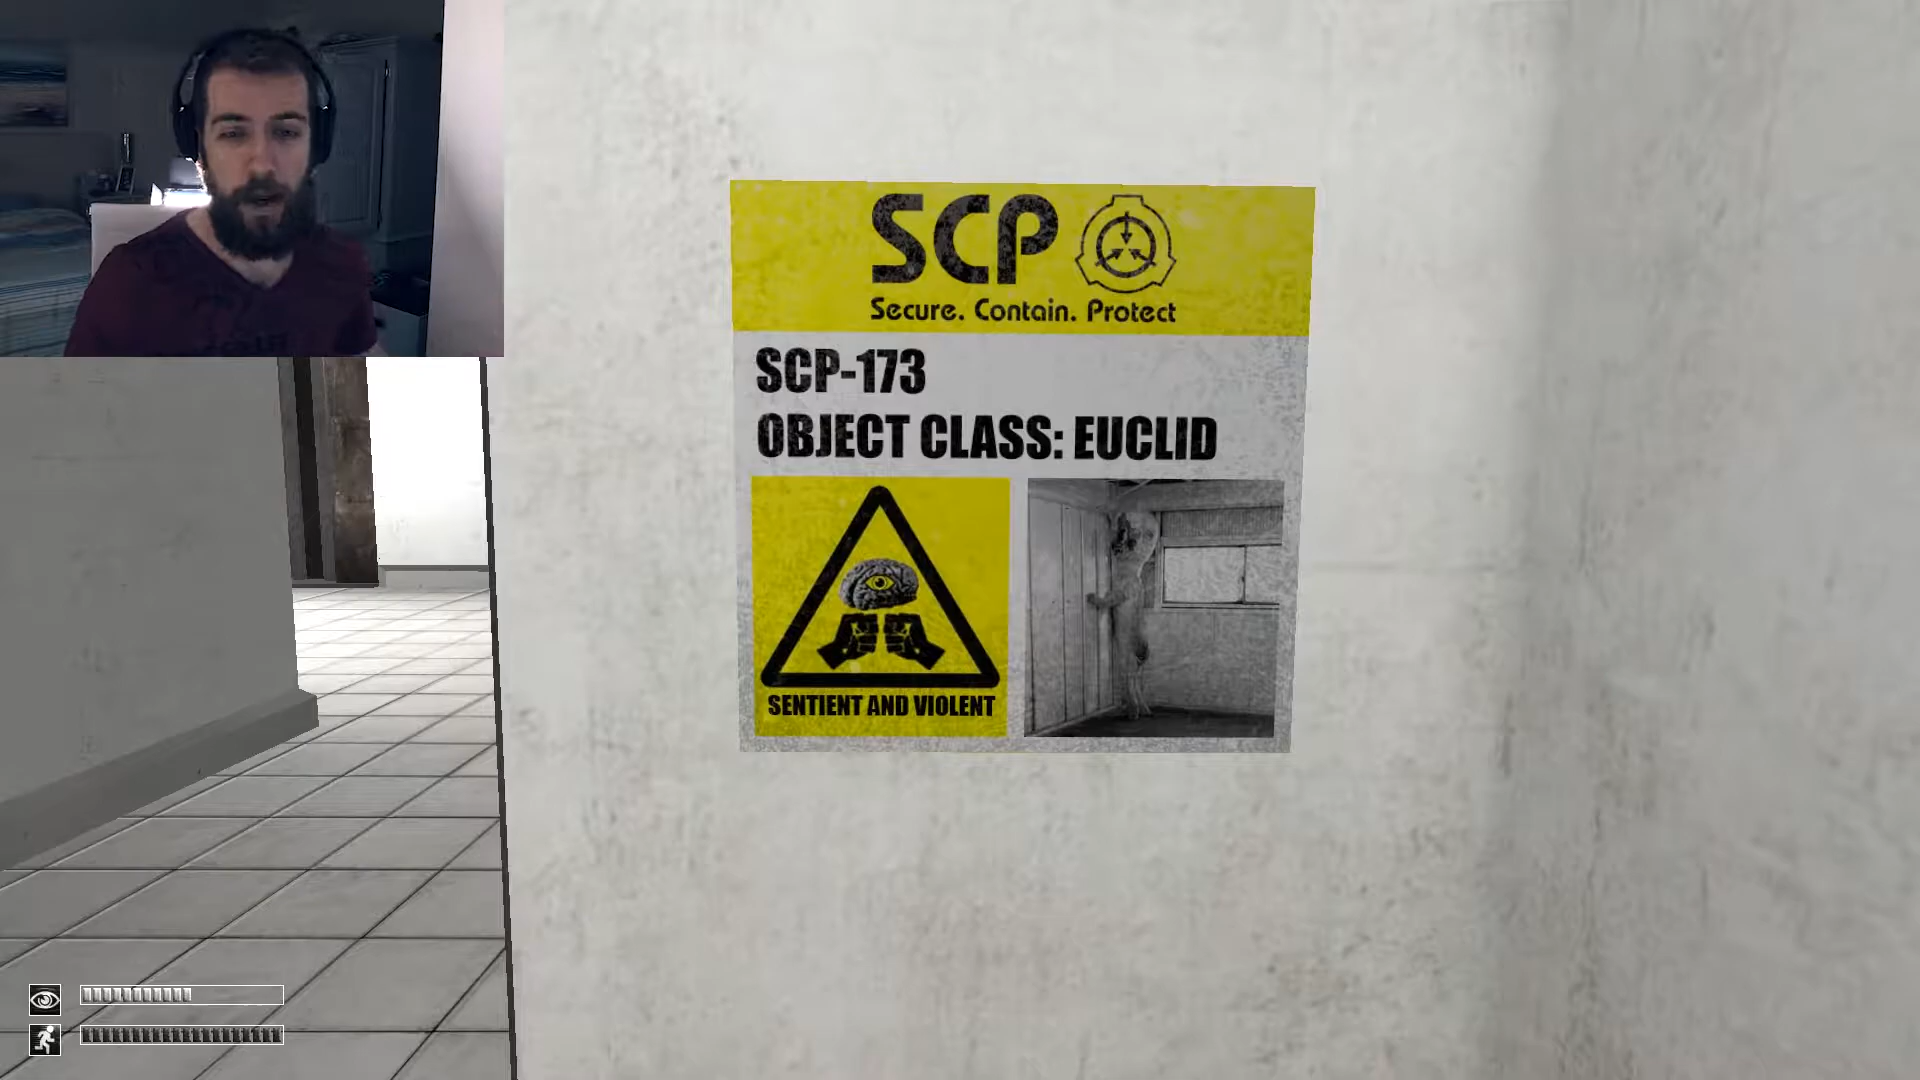 SCP
Secure. Contain. Protect
SCP-173
OBJECT CLASS: EUCLID
SENTIENT AND VIOLENT